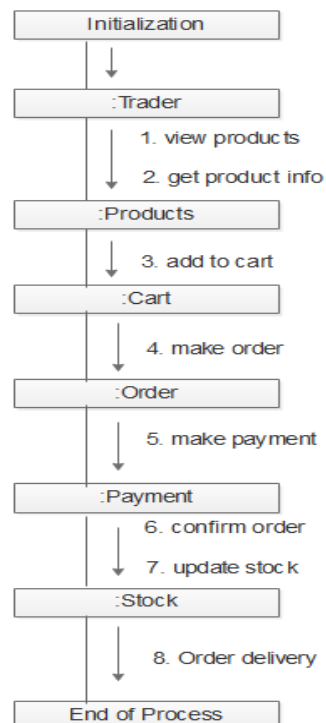 Initialization
:Trader
1. view products
2. get product info
:Products
3. add to cart
:Cart
4. make order
:Order
5. make payment
:Payment
6. confirm order
7. update stock
:Stock
8. Order delivery
End of Process